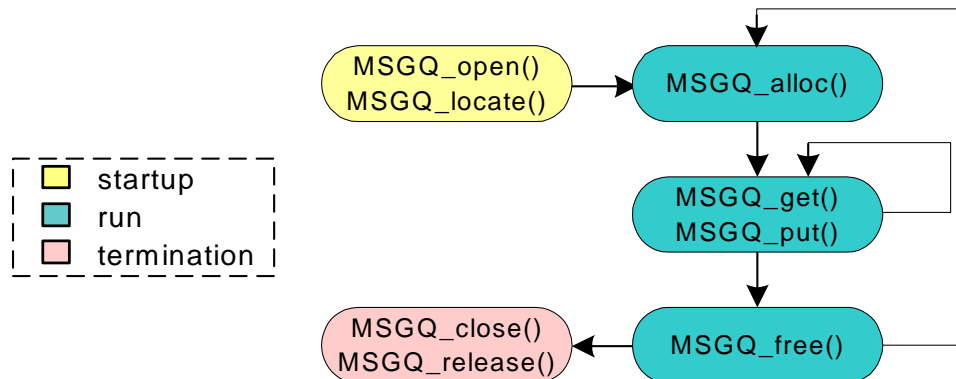 MSGQ_open()
MSGQ_locate()
MSGQ_alloc()
startup
run
termination
MSGQ_get()
MSGQ_put()
MSGQ_close()
MSGQ_release()
MSGQ_free()